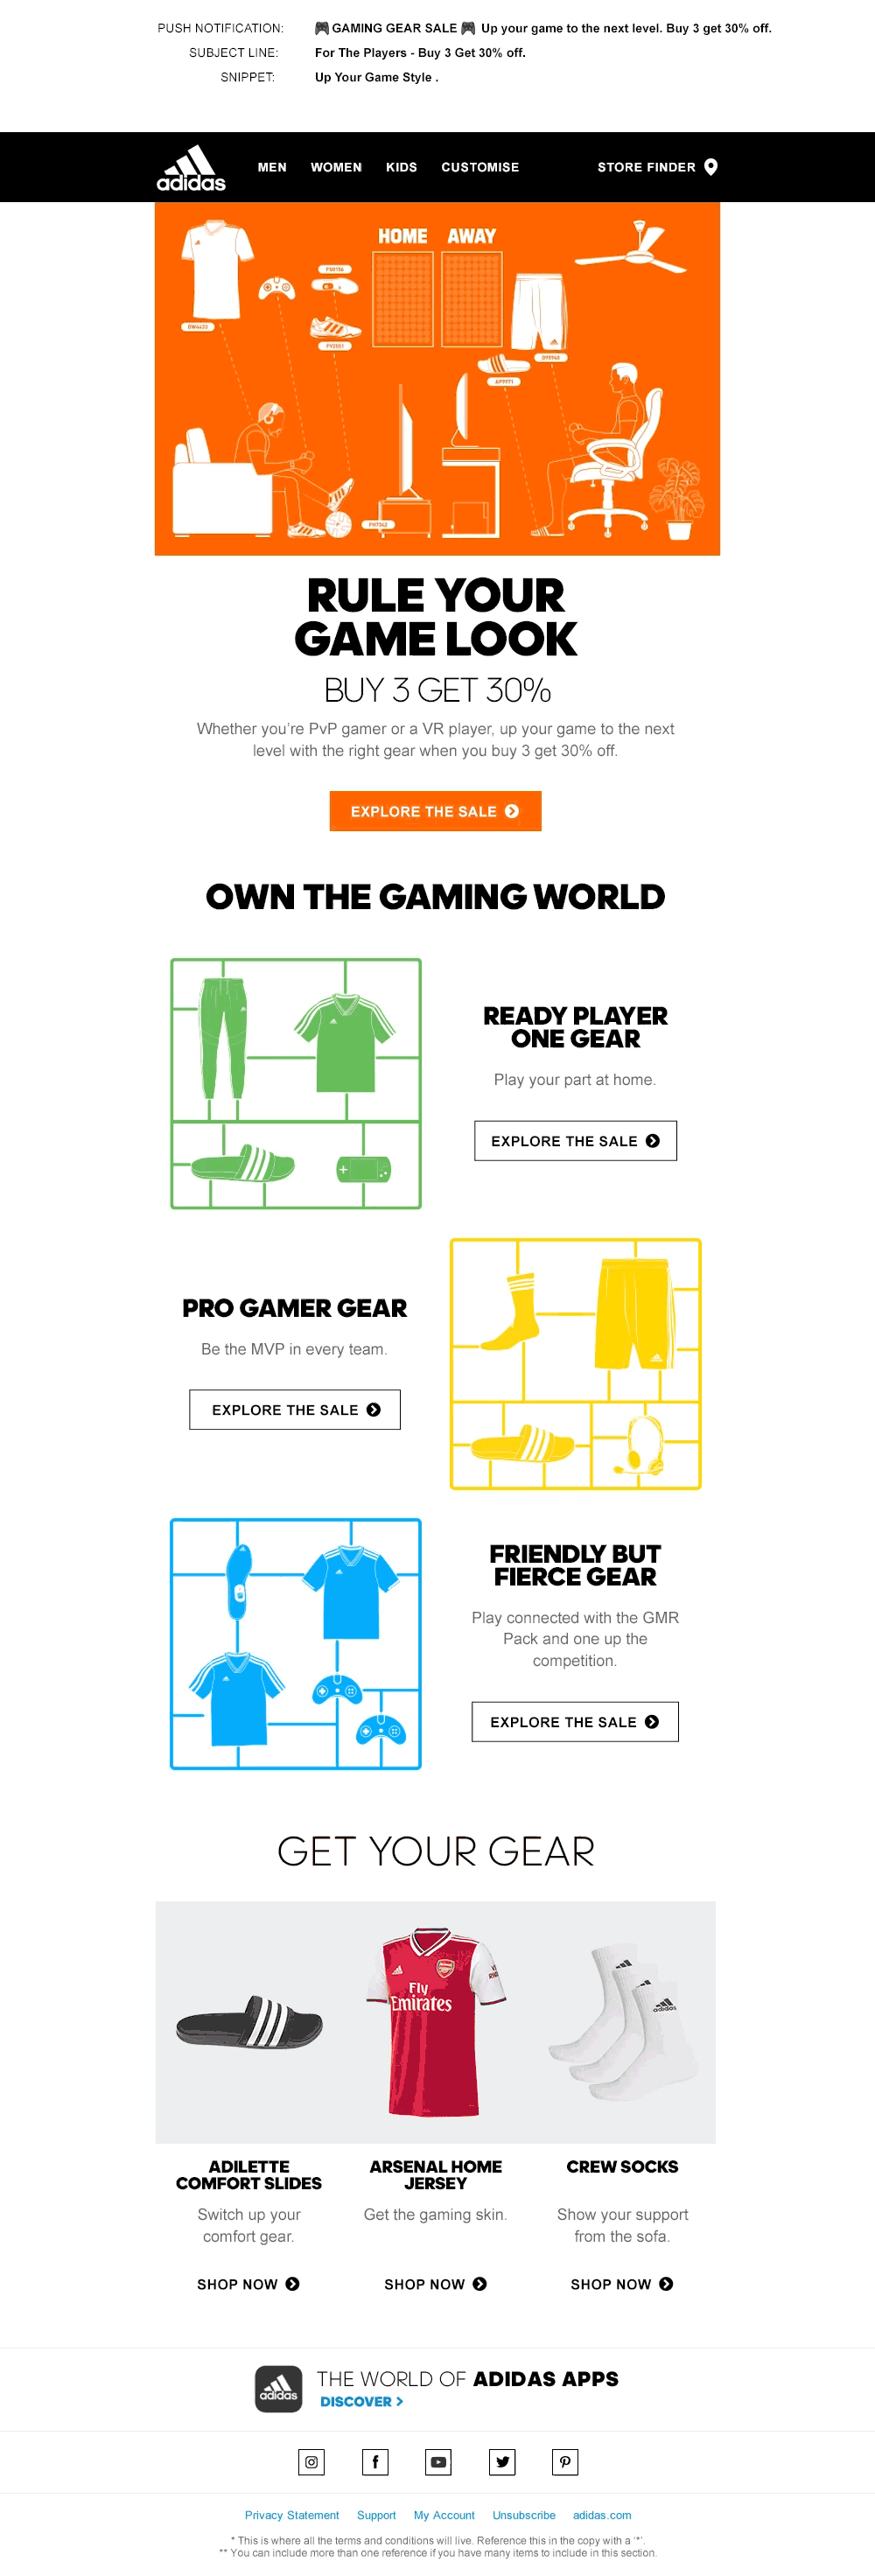 PUSH NOTIFICATION: 🎮 GAMING GEAR SALE 🎮 Up your game to the next level. Buy 3 get 30% off.
SUBJECT LINE: For The Players - Buy 3 Get 30% off.
SNIPPET: Up Your Game Style .
adidas MEN WOMEN KIDS CUSTOMISE STORE FINDER
HOME AWAY
RULE YOUR
GAME LOOK
BUY 3 GET 30%
Whether you're PvP gamer or a VR player, up your game to the next
level with the right gear when you buy 3 get 30% off.
EXPLORE THE SALE
OWN THE GAMING WORLD
READY PLAYER
ONE GEAR
Play your part at home.
EXPLORE THE SALE
PRO GAMER GEAR
Be the MVP in every team.
EXPLORE THE SALE
FRIENDLY BUT
FIERCE GEAR
Play connected with the GMR
Pack and one up the
competition.
EXPLORE THE SALE
GET YOUR GEAR
Fly
Emirates
adidas
ADILETTE
COMFORT SLIDES
Switch up your
comfort gear.
SHOP NOW
ARSENAL HOME
JERSEY
Get the gaming skin.
SHOP NOW
CREW SOCKS
Show your support
from the sofa.
SHOP NOW
adidas
THE WORLD OF ADIDAS APPS
DISCOVER >
Privacy Statement Support My Account Unsubscribe adidas.com
* This is where all the terms and conditions will live. Reference this in the copy with a '*'.
** You can include more than one reference if you have many items to include in this section.